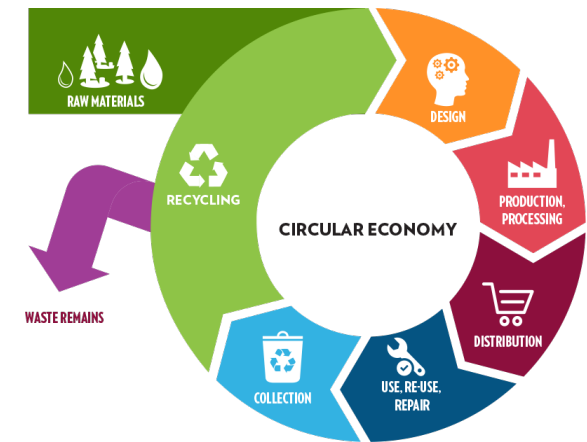 RAW MATERIALS
DESIGN
RECYCLING
PRODUCTION,
PROCESSING
CIRCULAR ECONOMY
WASTE REMAINS
DISTRIBUTION
COLLECTION
USE, RE-USE,
REPAIR